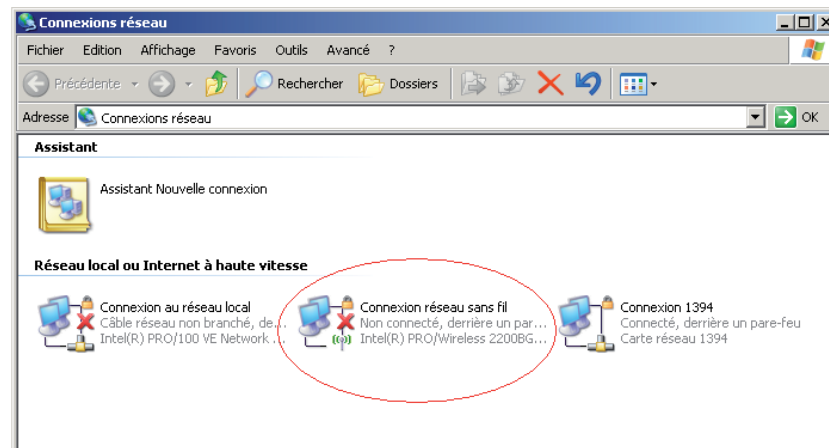 Connexions réseau
Fichier Edition Affichage Favoris Outils Avancé ?
Précédente Rechercher Dossiers
Adresse Connexions réseau OK
Assistant
Assistant Nouvelle connexion
Réseau local ou Internet à haute vitesse
Connexion au réseau local Connexion réseau sans fil Connexion 1394
Câble réseau non branché, de... Non connecté, derrière un par... Connecté, derrière un pare-feu
Intel(R) PRO/100 VE Network ... Intel(R) PRO/Wireless 2200BG... Carte réseau 1394